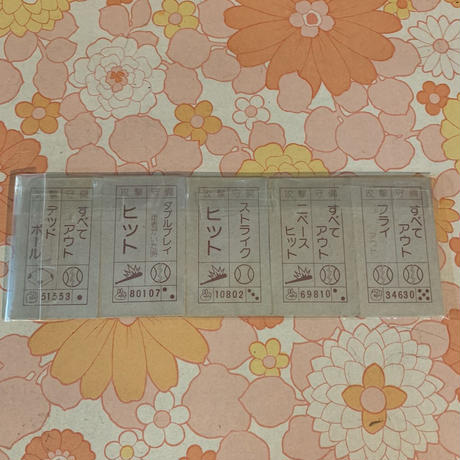 攻撃 守備
すべて
アウト
デッド
ボール
51553
攻撃 守備
ダブルプレイ
ヒット
80107
攻撃 守備
ストライク
ヒット
10802
攻撃 守備
すべて
アウト
二ベース
ヒット
69810
攻撃 守備
すべて
アウト
フライ
34630